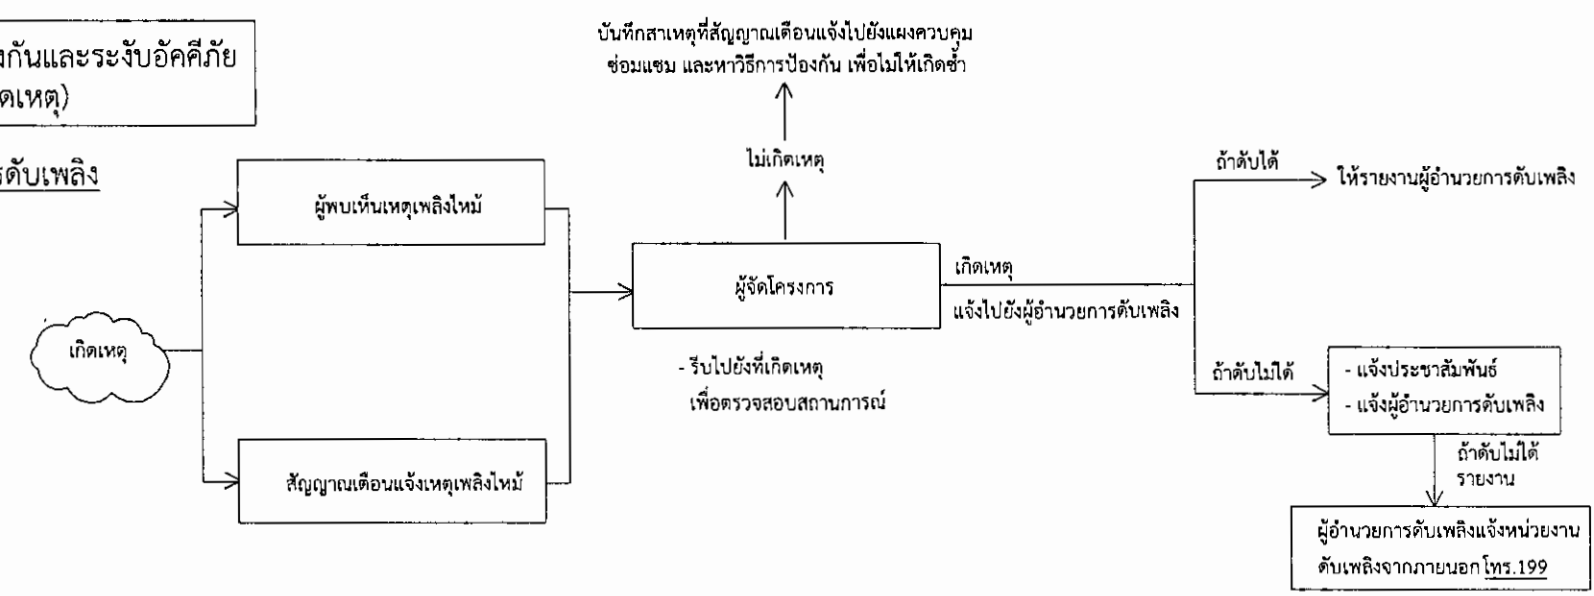 งกันและระงับอัคคีภัย
ดเหตุ)
รดับเพลิง
บันทึกสาเหตุที่สัญญาณเตือนแจ้งไปยังแผงควบคุม
ซ่อมแซม และหาวิธีการป้องกัน เพื่อไม่ให้เกิดซ้ำ
ไม่เกิดเหตุ
ถ้าดับได้
ให้รายงานผู้อำนวยการดับเพลิง
ผู้พบเห็นเหตุเพลิงไหม้
ผู้จัดโครงการ
เกิดเหตุ
แจ้งไปยังผู้อำนวยการดับเพลิง
เกิดเหตุ
- รีบไปยังที่เกิดเหตุ
เพื่อตรวจสอบสถานการณ์
ถ้าดับไม่ได้
- แจ้งประชาสัมพันธ์
- แจ้งผู้อำนวยการดับเพลิง
สัญญาณเตือนแจ้งเหตุเพลิงไหม้
ถ้าดับไม่ได้
รายงาน
ผู้อำนวยการดับเพลิงแจ้งหน่วยงาน
ดับเพลิงจากภายนอก โทร.199